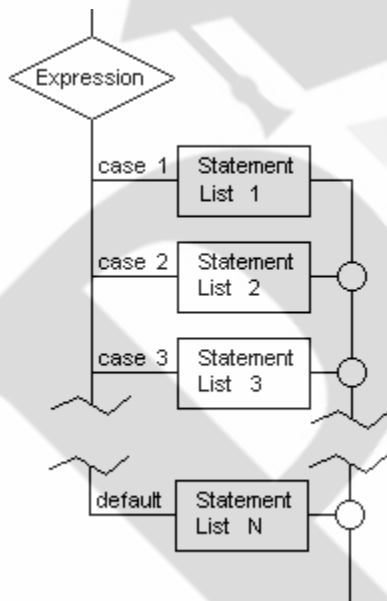 Expression
case 1
Statement
List 1
case 2
Statement
List 2
case 3
Statement
List 3
default
Statement
List N